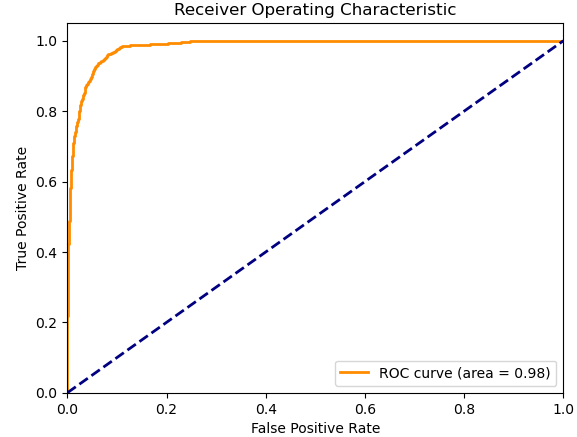 Receiver Operating Characteristic
True Positive Rate
1.0
0.8
0.6
0.4
0.2
0.0
0.0 0.2 0.4 0.6 0.8 1.0
False Positive Rate
ROC curve (area = 0.98)